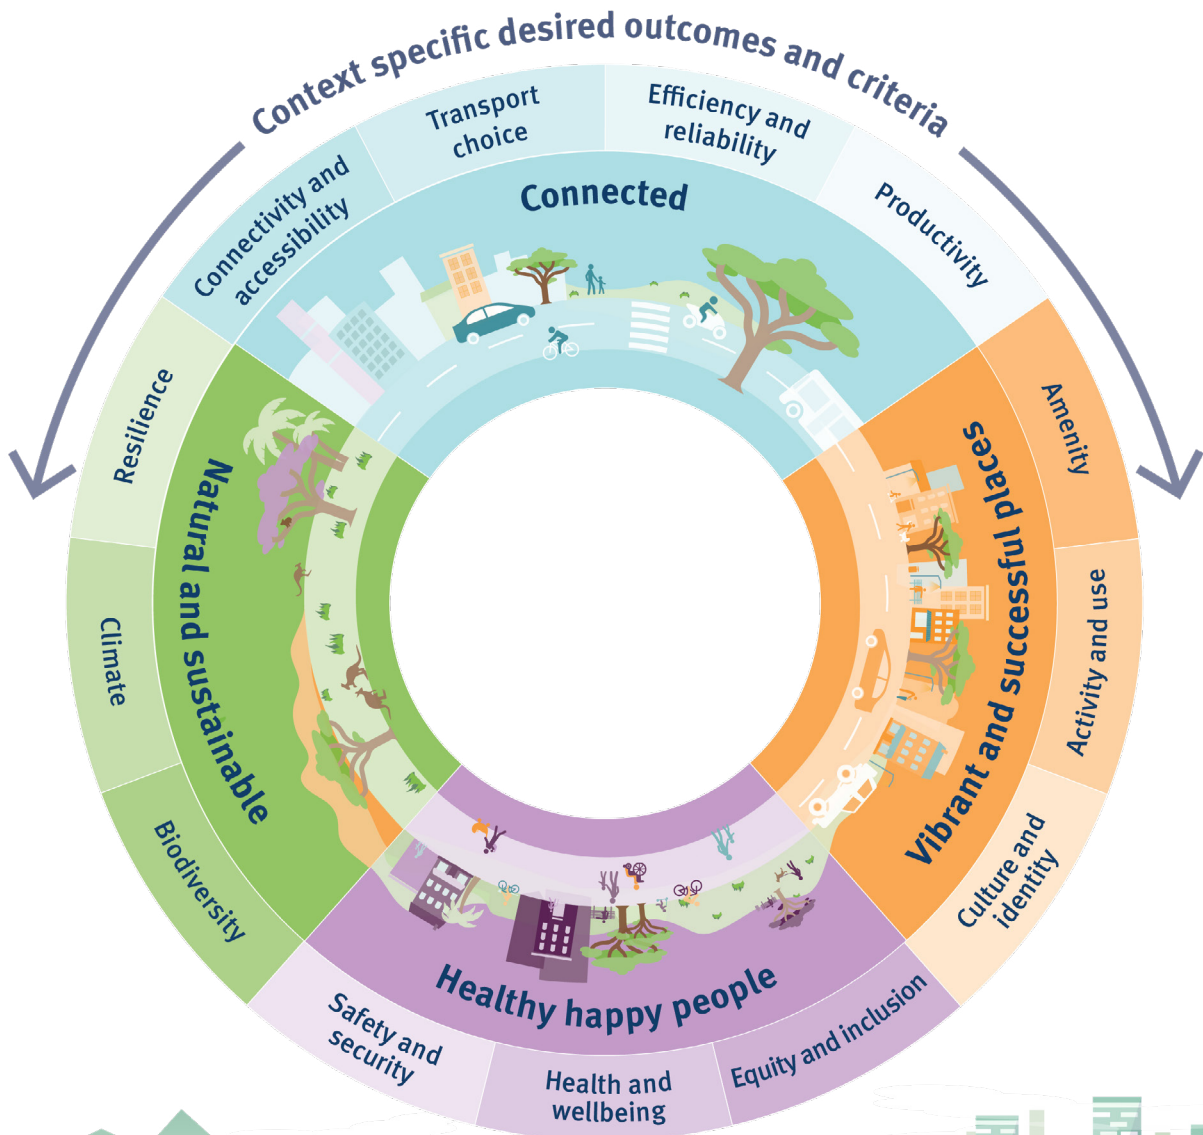 Context specific desired outcomes and criteria
Connectivity and
accessibility
Transport
choice
Efficiency and
reliability
Productivity
Connected
Amenity
Activity and use
Culture and
identity
Vibrant and successful places
Equity and inclusion
Health and
wellbeing
Safety and
security
Healthy happy people
Biodiversity
Climate
Resilience
Natural and sustainable